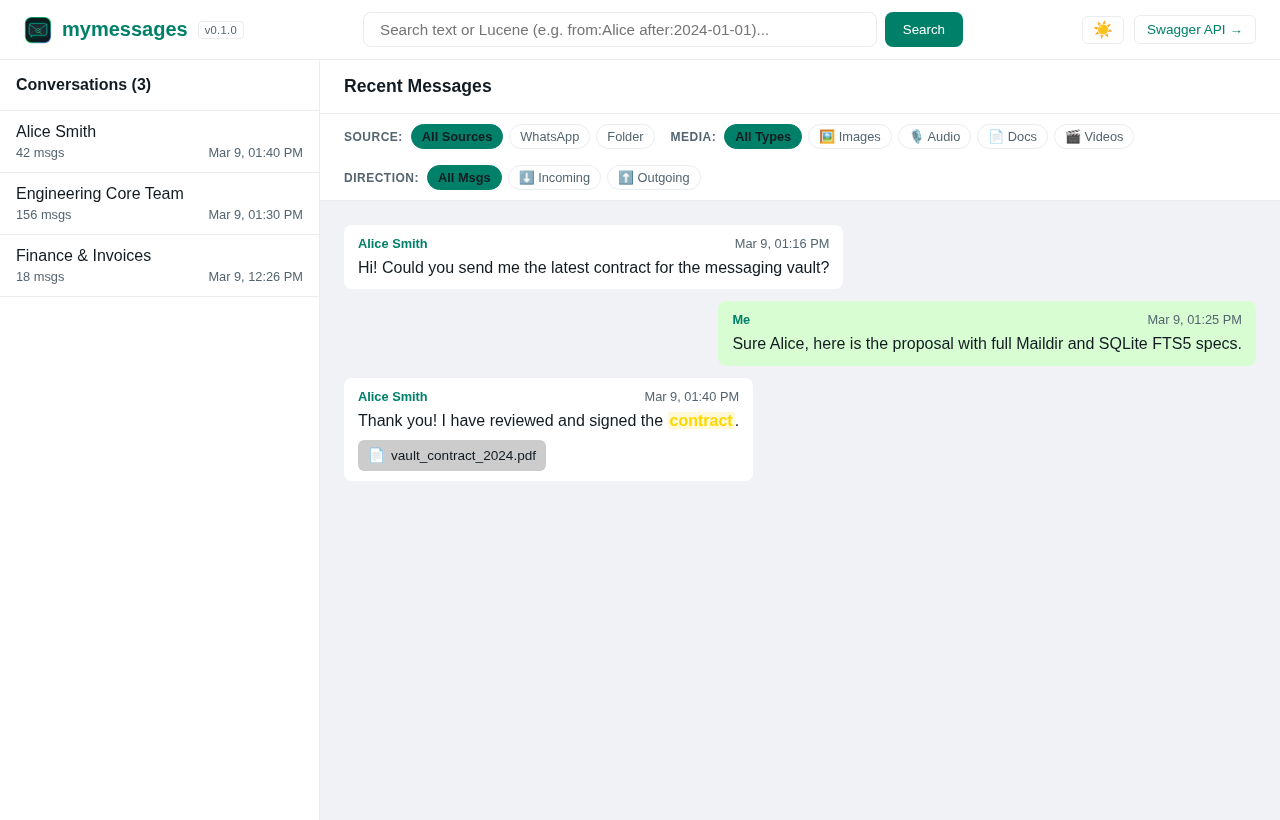 mymessages v0.1.0
Search text or Lucene (e.g. from:Alice after:2024-01-01)...
Search
Swagger API →
Conversations (3)
Alice Smith
42 msgs Mar 9, 01:40 PM
Engineering Core Team
156 msgs Mar 9, 01:30 PM
Finance & Invoices
18 msgs Mar 9, 12:26 PM
Recent Messages
SOURCE: All Sources WhatsApp Folder MEDIA: All Types Images Audio Docs Videos
DIRECTION: All Msgs Incoming Outgoing
Alice Smith Mar 9, 01:16 PM
Hi! Could you send me the latest contract for the messaging vault?
Me Mar 9, 01:25 PM
Sure Alice, here is the proposal with full Maildir and SQLite FTS5 specs.
Alice Smith Mar 9, 01:40 PM
Thank you! I have reviewed and signed the contract.
vault_contract_2024.pdf